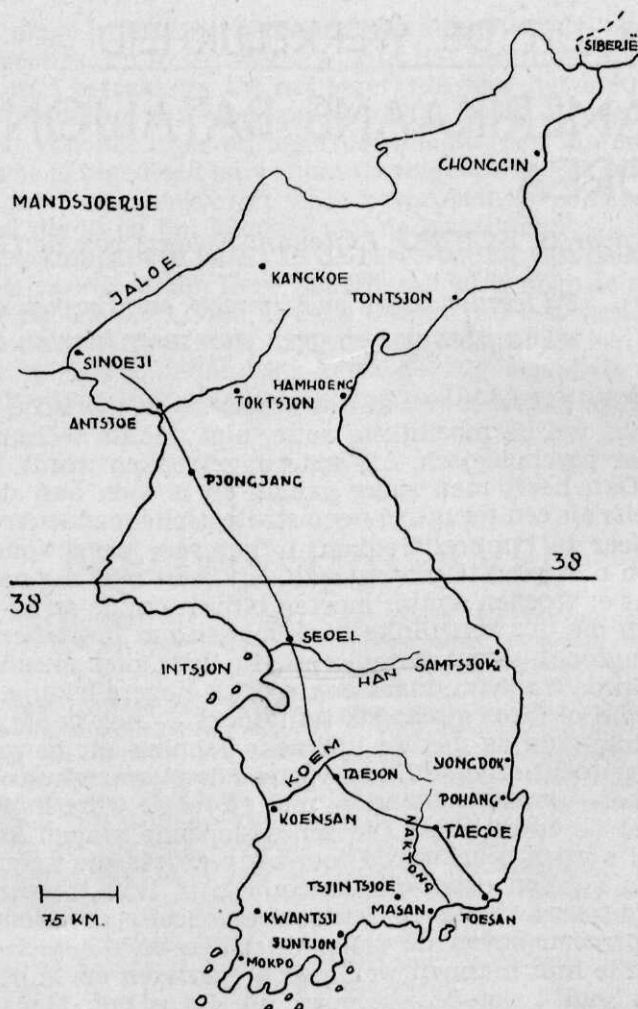 SIBERIË
CHONGGIN
MANDSJOERIJE
JALOE
KANGKOE
TONTSJON
SINOEJI
HAMHOENG
TOKTSJON
ANTSJOE
PJONGJANG
38
38
SEOEL
INTSJON
HAN
SAMTSJOK
KOEM
YONGDOK
TAEJON
POHANG
KOENSAN
NAKTONG
TAEGOE
75 KM.
TSJINTSJOE
KWANTSJI
MASAN
TOESAN
SUNTJON
MOKPO